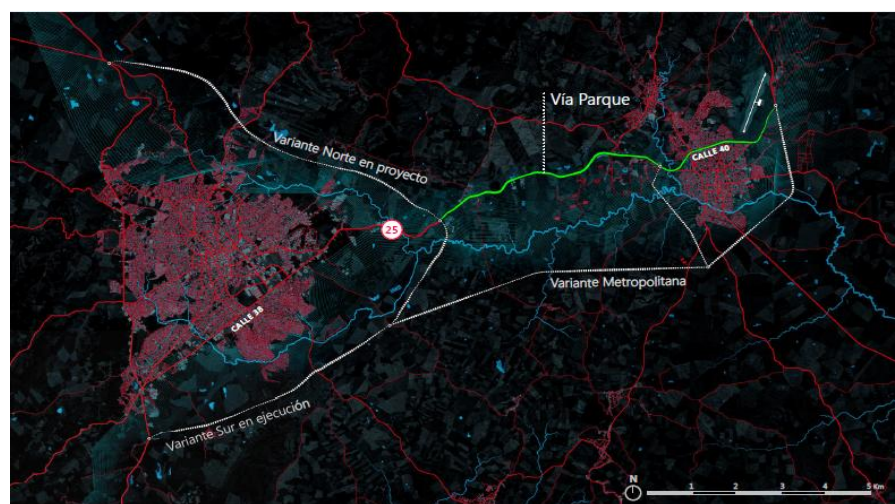 Vía Parque
Variante Norte en proyecto
CALLE 40
25
Variante Metropolitana
CALLE 38
Variante Sur en ejecución
N
1 2 3 4 5 Km